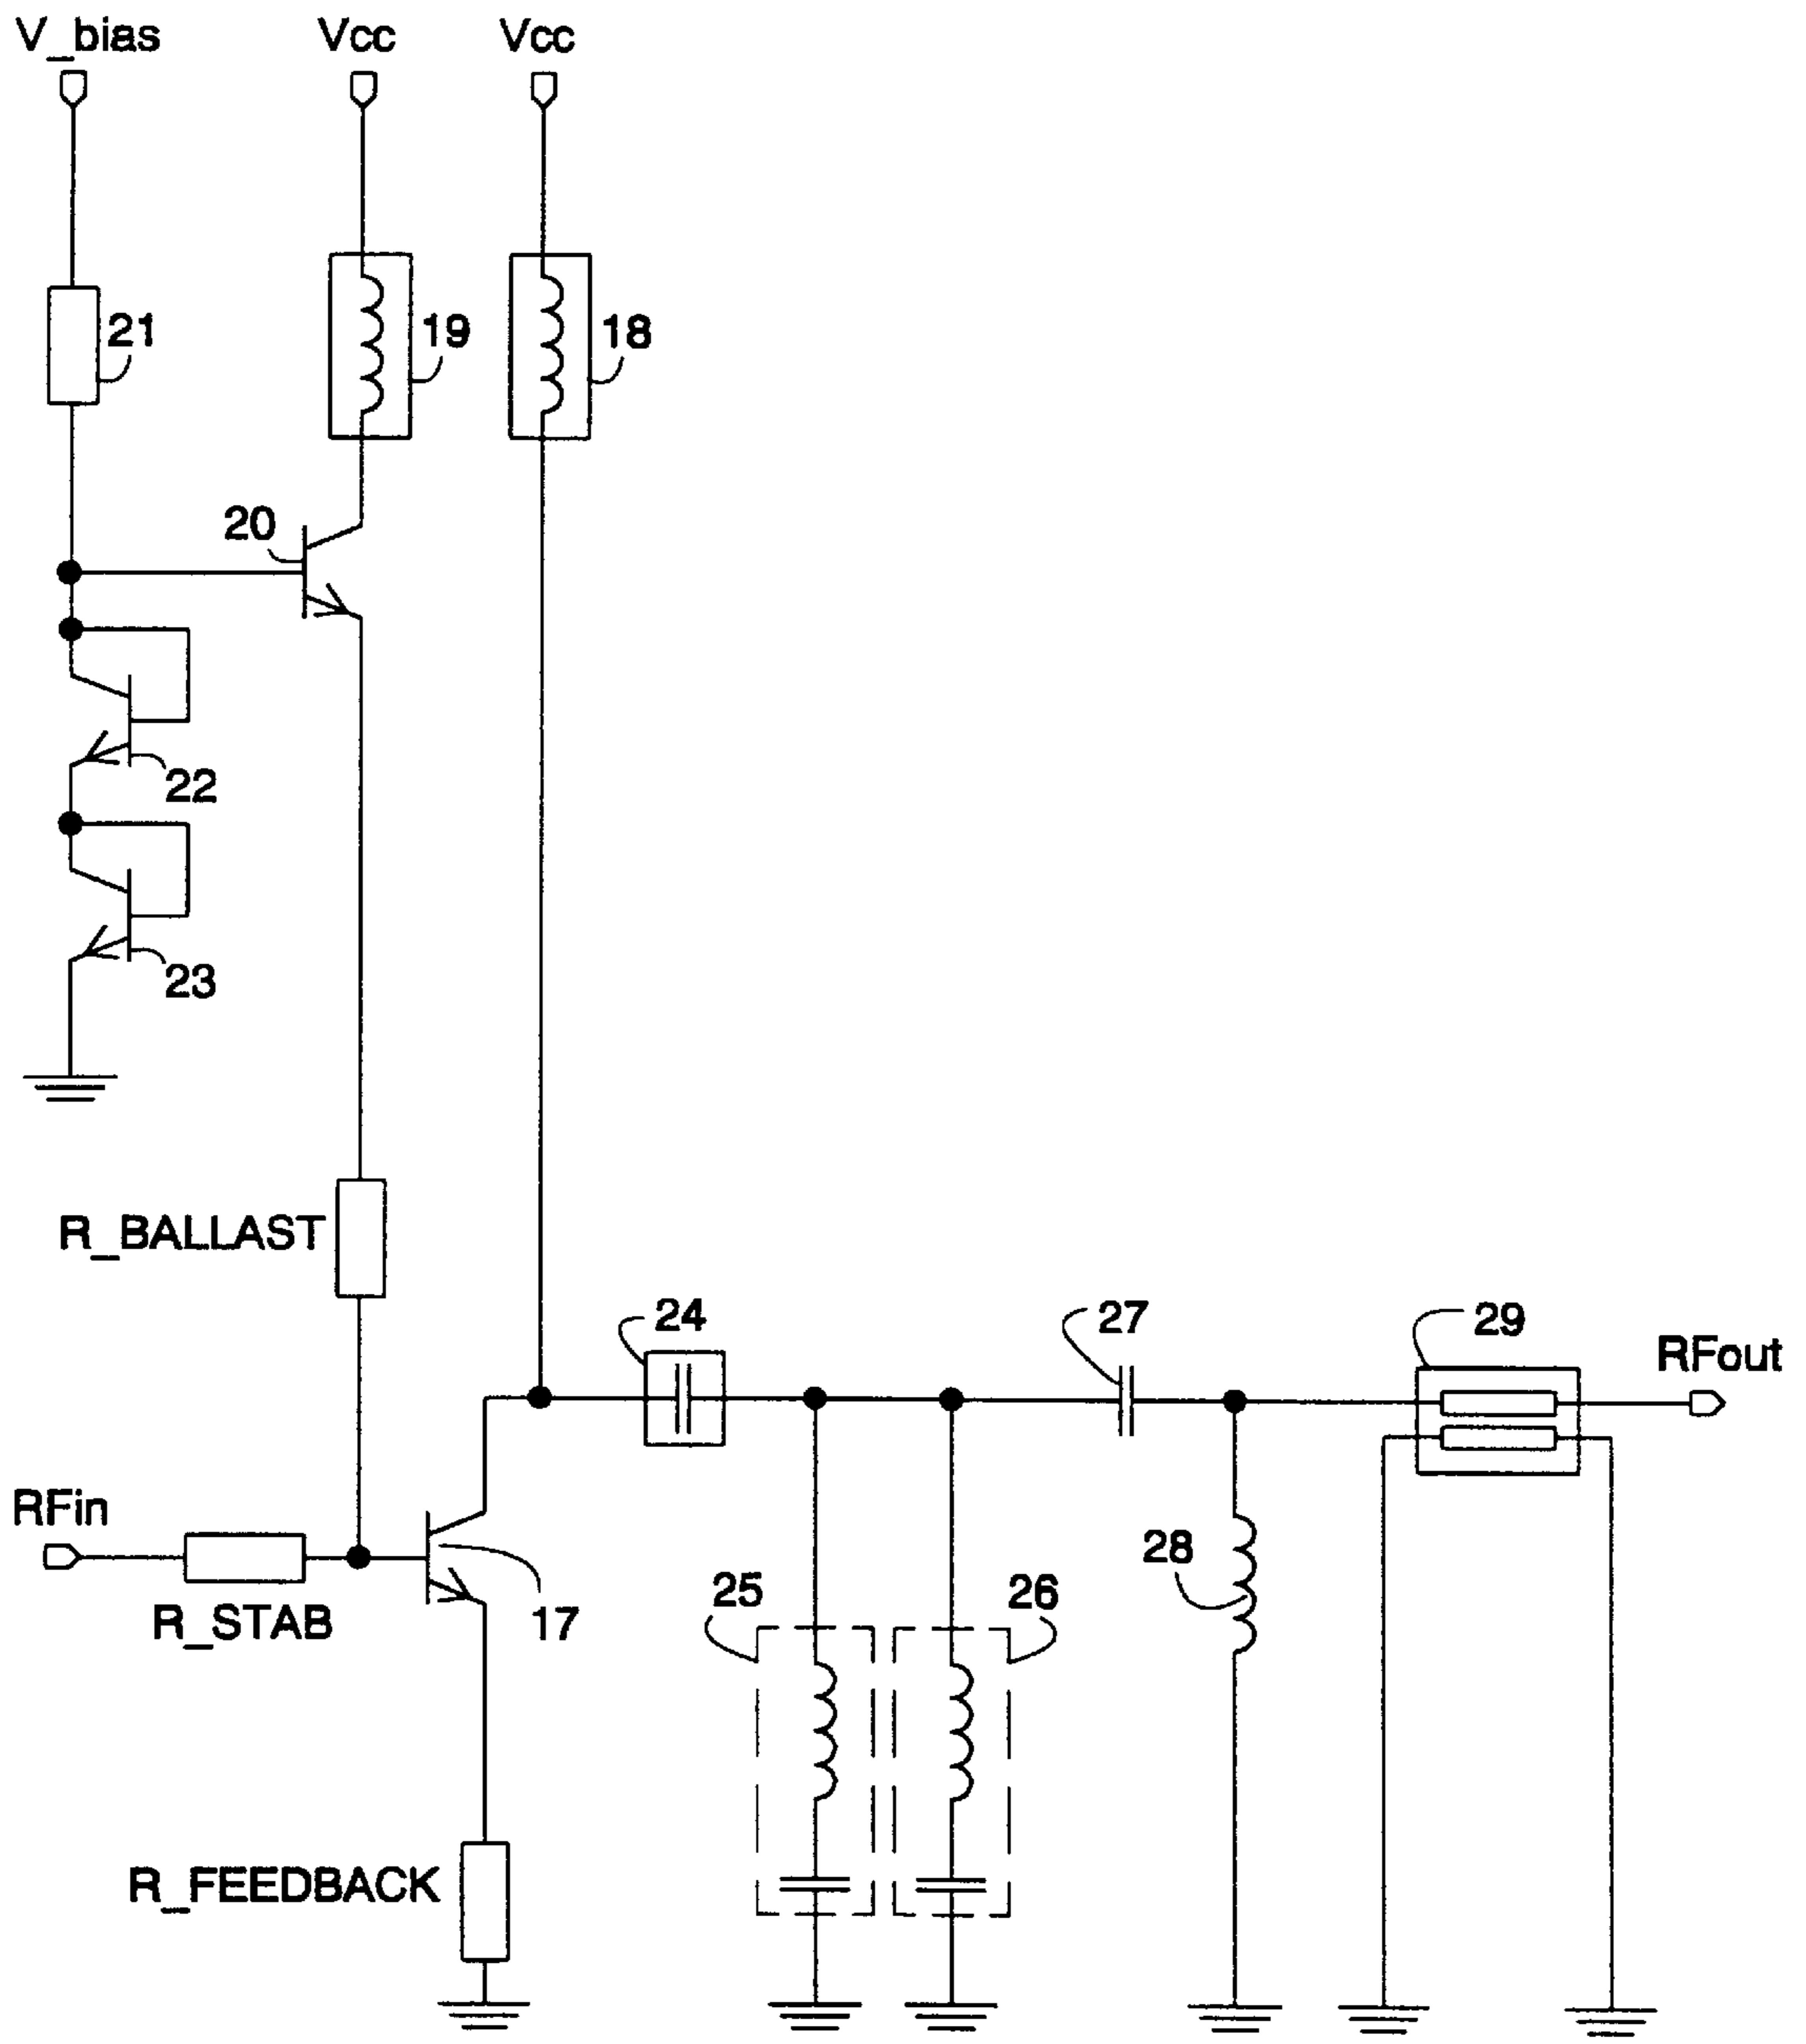 V_bias
Vcc
Vcc
21
19
18
20
22
23
R_BALLAST
24
27
29
RFout
RFin
R_STAB
17
25
26
28
R_FEEDBACK